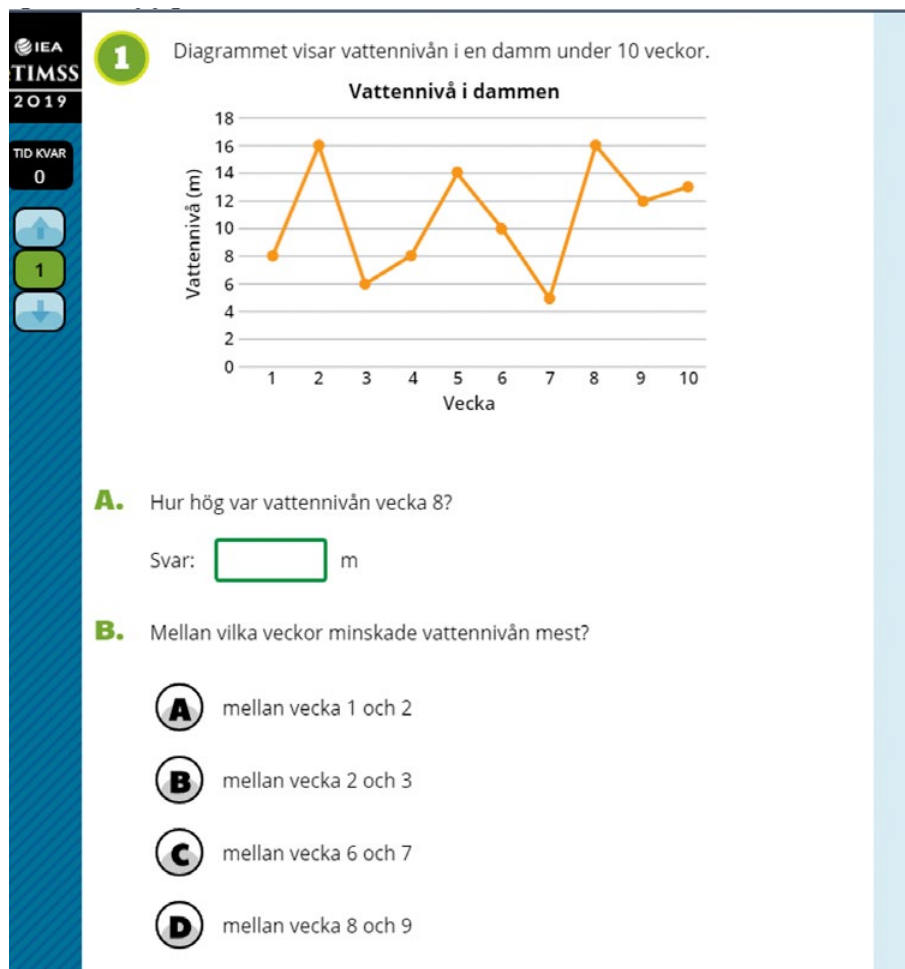 IEA
TIMSS
2019
TID KVAR
0
1
1
Diagrammet visar vattennivån i en damm under 10 veckor.
Vattennivå i dammen
Vattennivå (m)
18
16
14
12
10
8
6
4
2
0
1 2 3 4 5 6 7 8 9 10
Vecka
A. Hur hög var vattennivån vecka 8?
Svar: m
B. Mellan vilka veckor minskade vattennivån mest?
A mellan vecka 1 och 2
B mellan vecka 2 och 3
C mellan vecka 6 och 7
D mellan vecka 8 och 9